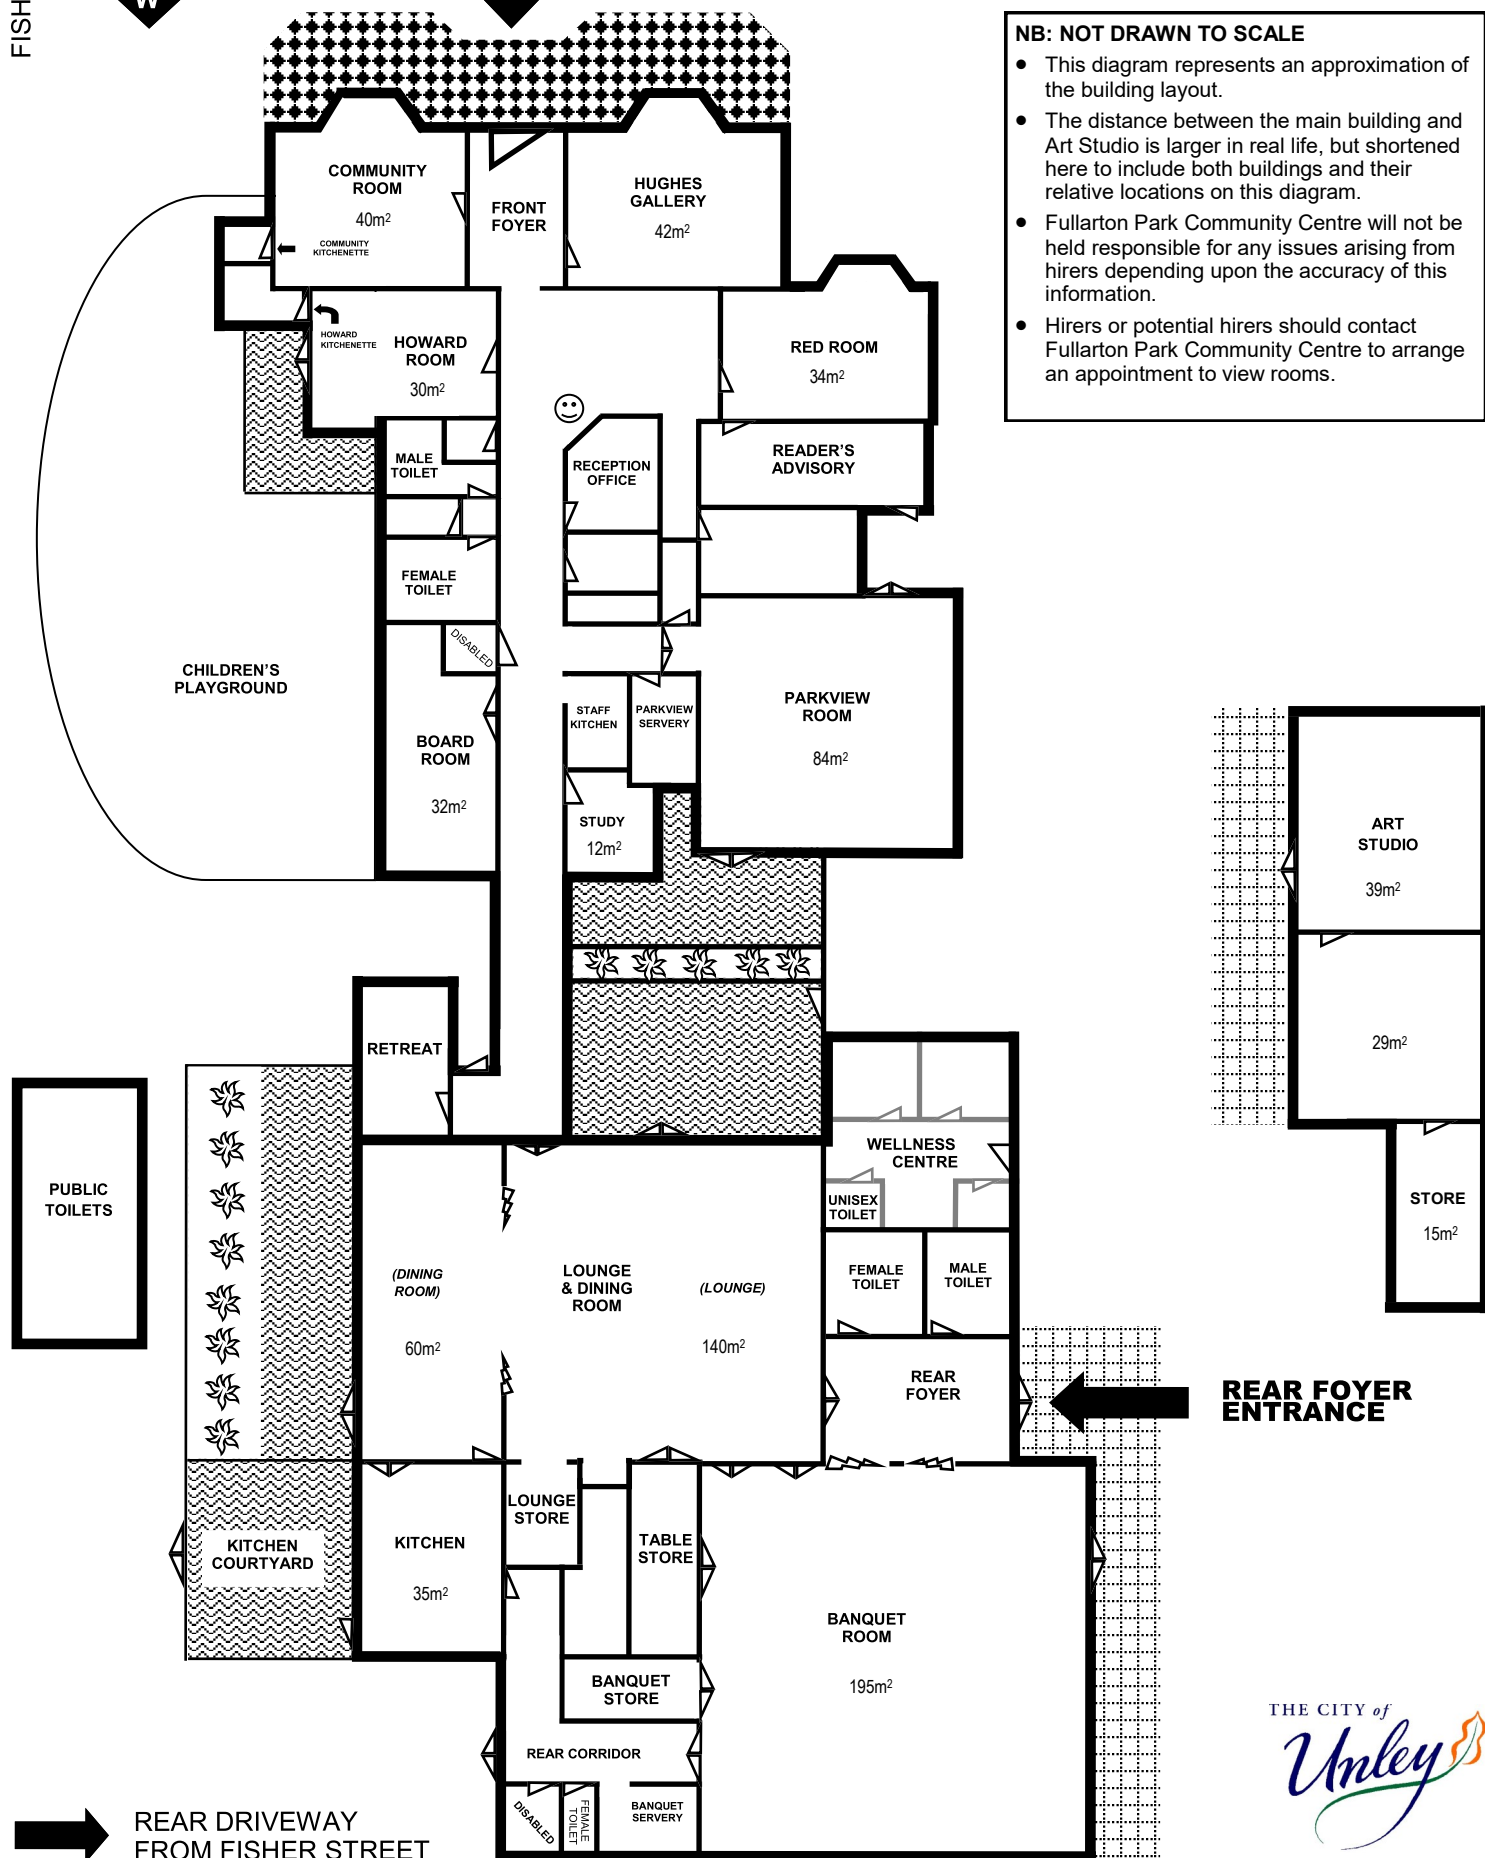 FISH
W
NB: NOT DRAWN TO SCALE
• This diagram represents an approximation of
the building layout.
• The distance between the main building and
Art Studio is larger in real life, but shortened
here to include both buildings and their
relative locations on this diagram.
• Fullarton Park Community Centre will not be
held responsible for any issues arising from
hirers depending upon the accuracy of this
information.
• Hirers or potential hirers should contact
Fullarton Park Community Centre to arrange
an appointment to view rooms.
COMMUNITY
ROOM
40m²
COMMUNITY
KITCHENETTE
FRONT
FOYER
HUGHES
GALLERY
42m²
HOWARD
KITCHENETTE
HOWARD
ROOM
30m²
RED ROOM
34m²
MALE
TOILET
RECEPTION
OFFICE
READER'S
ADVISORY
FEMALE
TOILET
DISABLED
CHILDREN'S
PLAYGROUND
BOARD
ROOM
32m²
STAFF
KITCHEN
PARKVIEW
SERVERY
PARKVIEW
ROOM
84m²
STUDY
12m²
ART
STUDIO
39m²
29m²
STORE
15m²
RETREAT
PUBLIC
TOILETS
WELLNESS
CENTRE
UNISEX
TOILET
FEMALE
TOILET
MALE
TOILET
(DINING
ROOM)
60m²
LOUNGE
& DINING
ROOM
(LOUNGE)
140m²
REAR
FOYER
REAR FOYER
ENTRANCE
KITCHEN
COURTYARD
KITCHEN
35m²
LOUNGE
STORE
TABLE
STORE
BANQUET
ROOM
195m²
BANQUET
STORE
REAR CORRIDOR
DISABLED
FEMALE
TOILET
BANQUET
SERVERY
REAR DRIVEWAY
FROM FISHER STREET
THE CITY of
Unley